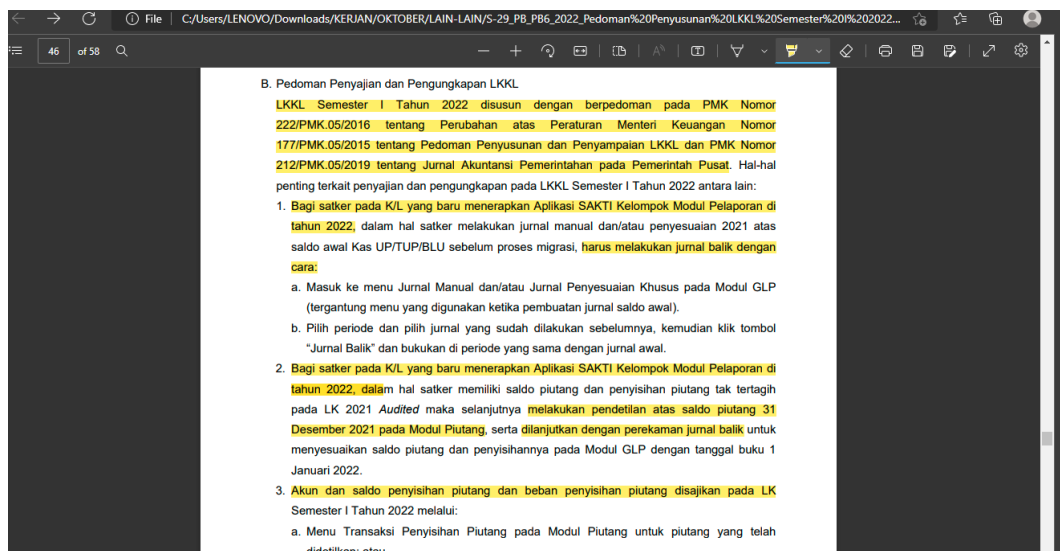 File
C:/Users/LENOVO/Downloads/KERJAN/OKTOBER/LAIN-LAIN/S-29_PB_PB6_2022_Pedoman%20Penyusunan%20LKKL%20Semester%20I%202022...
46 of 58
B. Pedoman Penyajian dan Pengungkapan LKKL
LKKL Semester I Tahun 2022 disusun dengan berpedoman pada PMK Nomor
222/PMK.05/2016 tentang Perubahan atas Peraturan Menteri Keuangan Nomor
177/PMK.05/2015 tentang Pedoman Penyusunan dan Penyampaian LKKL dan PMK Nomor
212/PMK.05/2019 tentang Jurnal Akuntansi Pemerintahan pada Pemerintah Pusat. Hal-hal
penting terkait penyajian dan pengungkapan pada LKKL Semester I Tahun 2022 antara lain:
1. Bagi satker pada K/L yang baru menerapkan Aplikasi SAKTI Kelompok Modul Pelaporan di
tahun 2022, dalam hal satker melakukan jurnal manual dan/atau penyesuaian 2021 atas
saldo awal Kas UP/TUP/BLU sebelum proses migrasi, harus melakukan jurnal balik dengan
cara:
a. Masuk ke menu Jurnal Manual dan/atau Jurnal Penyesuaian Khusus pada Modul GLP
(tergantung menu yang digunakan ketika pembuatan jurnal saldo awal).
b. Pilih periode dan pilih jurnal yang sudah dilakukan sebelumnya, kemudian klik tombol
"Jurnal Balik" dan bukukan di periode yang sama dengan jurnal awal.
2. Bagi satker pada K/L yang baru menerapkan Aplikasi SAKTI Kelompok Modul Pelaporan di
tahun 2022, dalam hal satker memiliki saldo piutang dan penyisihan piutang tak tertagih
pada LK 2021 Audited maka selanjutnya melakukan pendetilan atas saldo piutang 31
Desember 2021 pada Modul Piutang, serta dilanjutkan dengan perekaman jurnal balik untuk
menyesuaikan saldo piutang dan penyisihannya pada Modul GLP dengan tanggal buku 1
Januari 2022.
3. Akun dan saldo penyisihan piutang dan beban penyisihan piutang disajikan pada LK
Semester I Tahun 2022 melalui:
a. Menu Transaksi Penyisihan Piutang pada Modul Piutang untuk piutang yang telah
didetilkan; atau